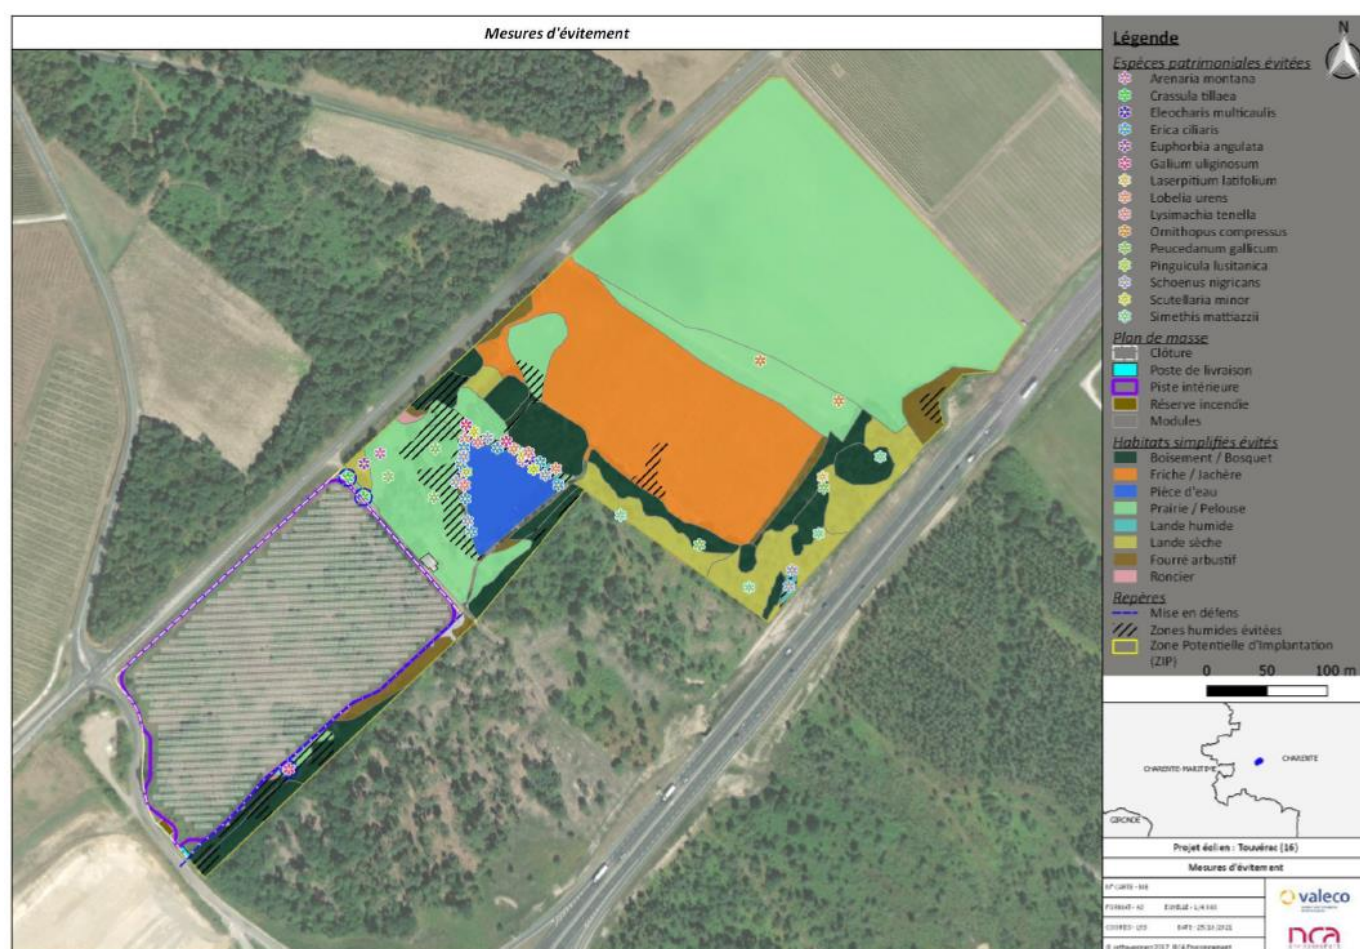 Mesures d'évitement
Légende
N
Espèces patrimoniales évitées
Arenaria montana
Crassula tillaea
Eleocharis multicaulis
Erica ciliaris
Euphorbia angulata
Galium uliginosum
Laserpitium latifolium
Lobelia urens
Lysimachia tenella
Ornithopus compressus
Peucedanum gallicum
Pinguicula lusitanica
Schoenus nigricans
Scutellaria minor
Simethis mattiazzii
Plan de masse
Clôture
Poste de livraison
Piste intérieure
Réserve incendie
Modules
Habitats simplifiés évités
Boisement / Bosquet
Friche / Jachère
Pièce d'eau
Prairie / Pelouse
Lande humide
Lande sèche
Fourré arbustif
Roncier
Repères
Mise en défens
Zones humides évitées
Zone Potentielle d'Implantation
(ZIP)
0 50 100 m
CHARENTE-MARITIME
CHARENTE
GIRONDE
Projet éolien : Touvérac (16)
Mesures d'évitement
valeco
nca